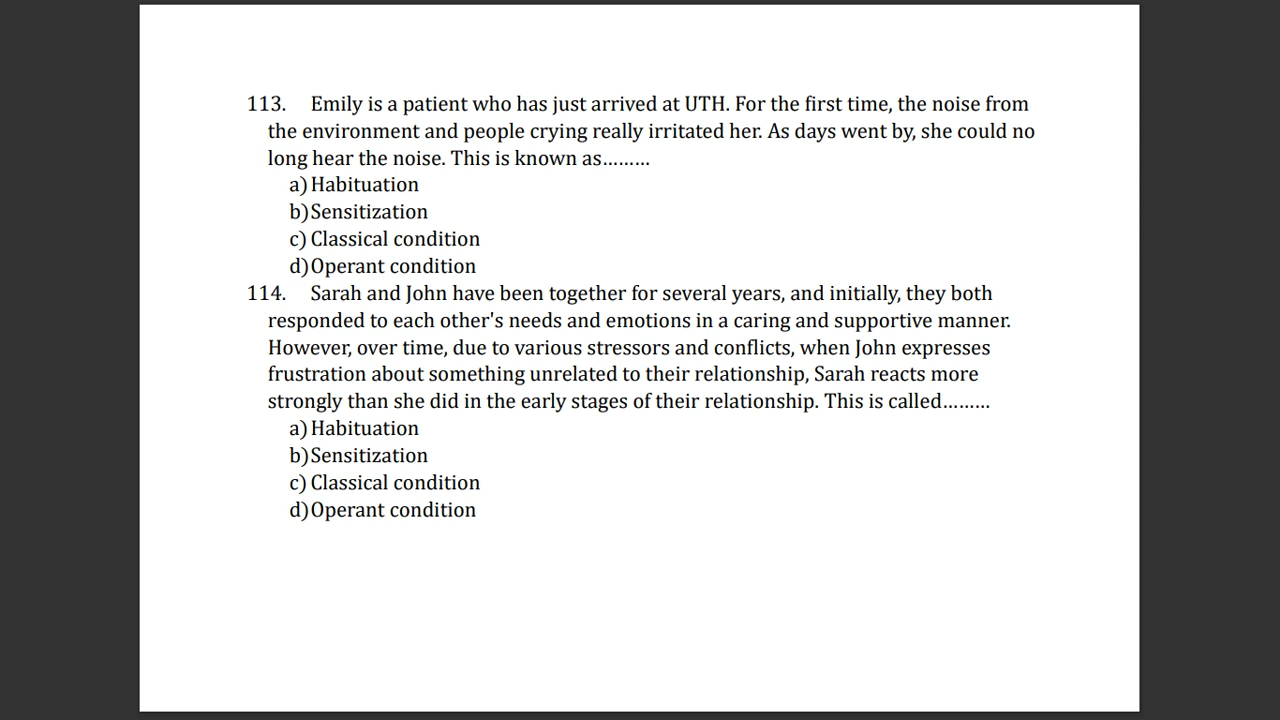 113. Emily is a patient who has just arrived at UTH. For the first time, the noise from
the environment and people crying really irritated her. As days went by, she could no
long hear the noise. This is known as.........
a) Habituation
b) Sensitization
c) Classical condition
d) Operant condition
114. Sarah and John have been together for several years, and initially, they both
responded to each other's needs and emotions in a caring and supportive manner.
However, over time, due to various stressors and conflicts, when John expresses
frustration about something unrelated to their relationship, Sarah reacts more
strongly than she did in the early stages of their relationship. This is called.........
a) Habituation
b) Sensitization
c) Classical condition
d) Operant condition